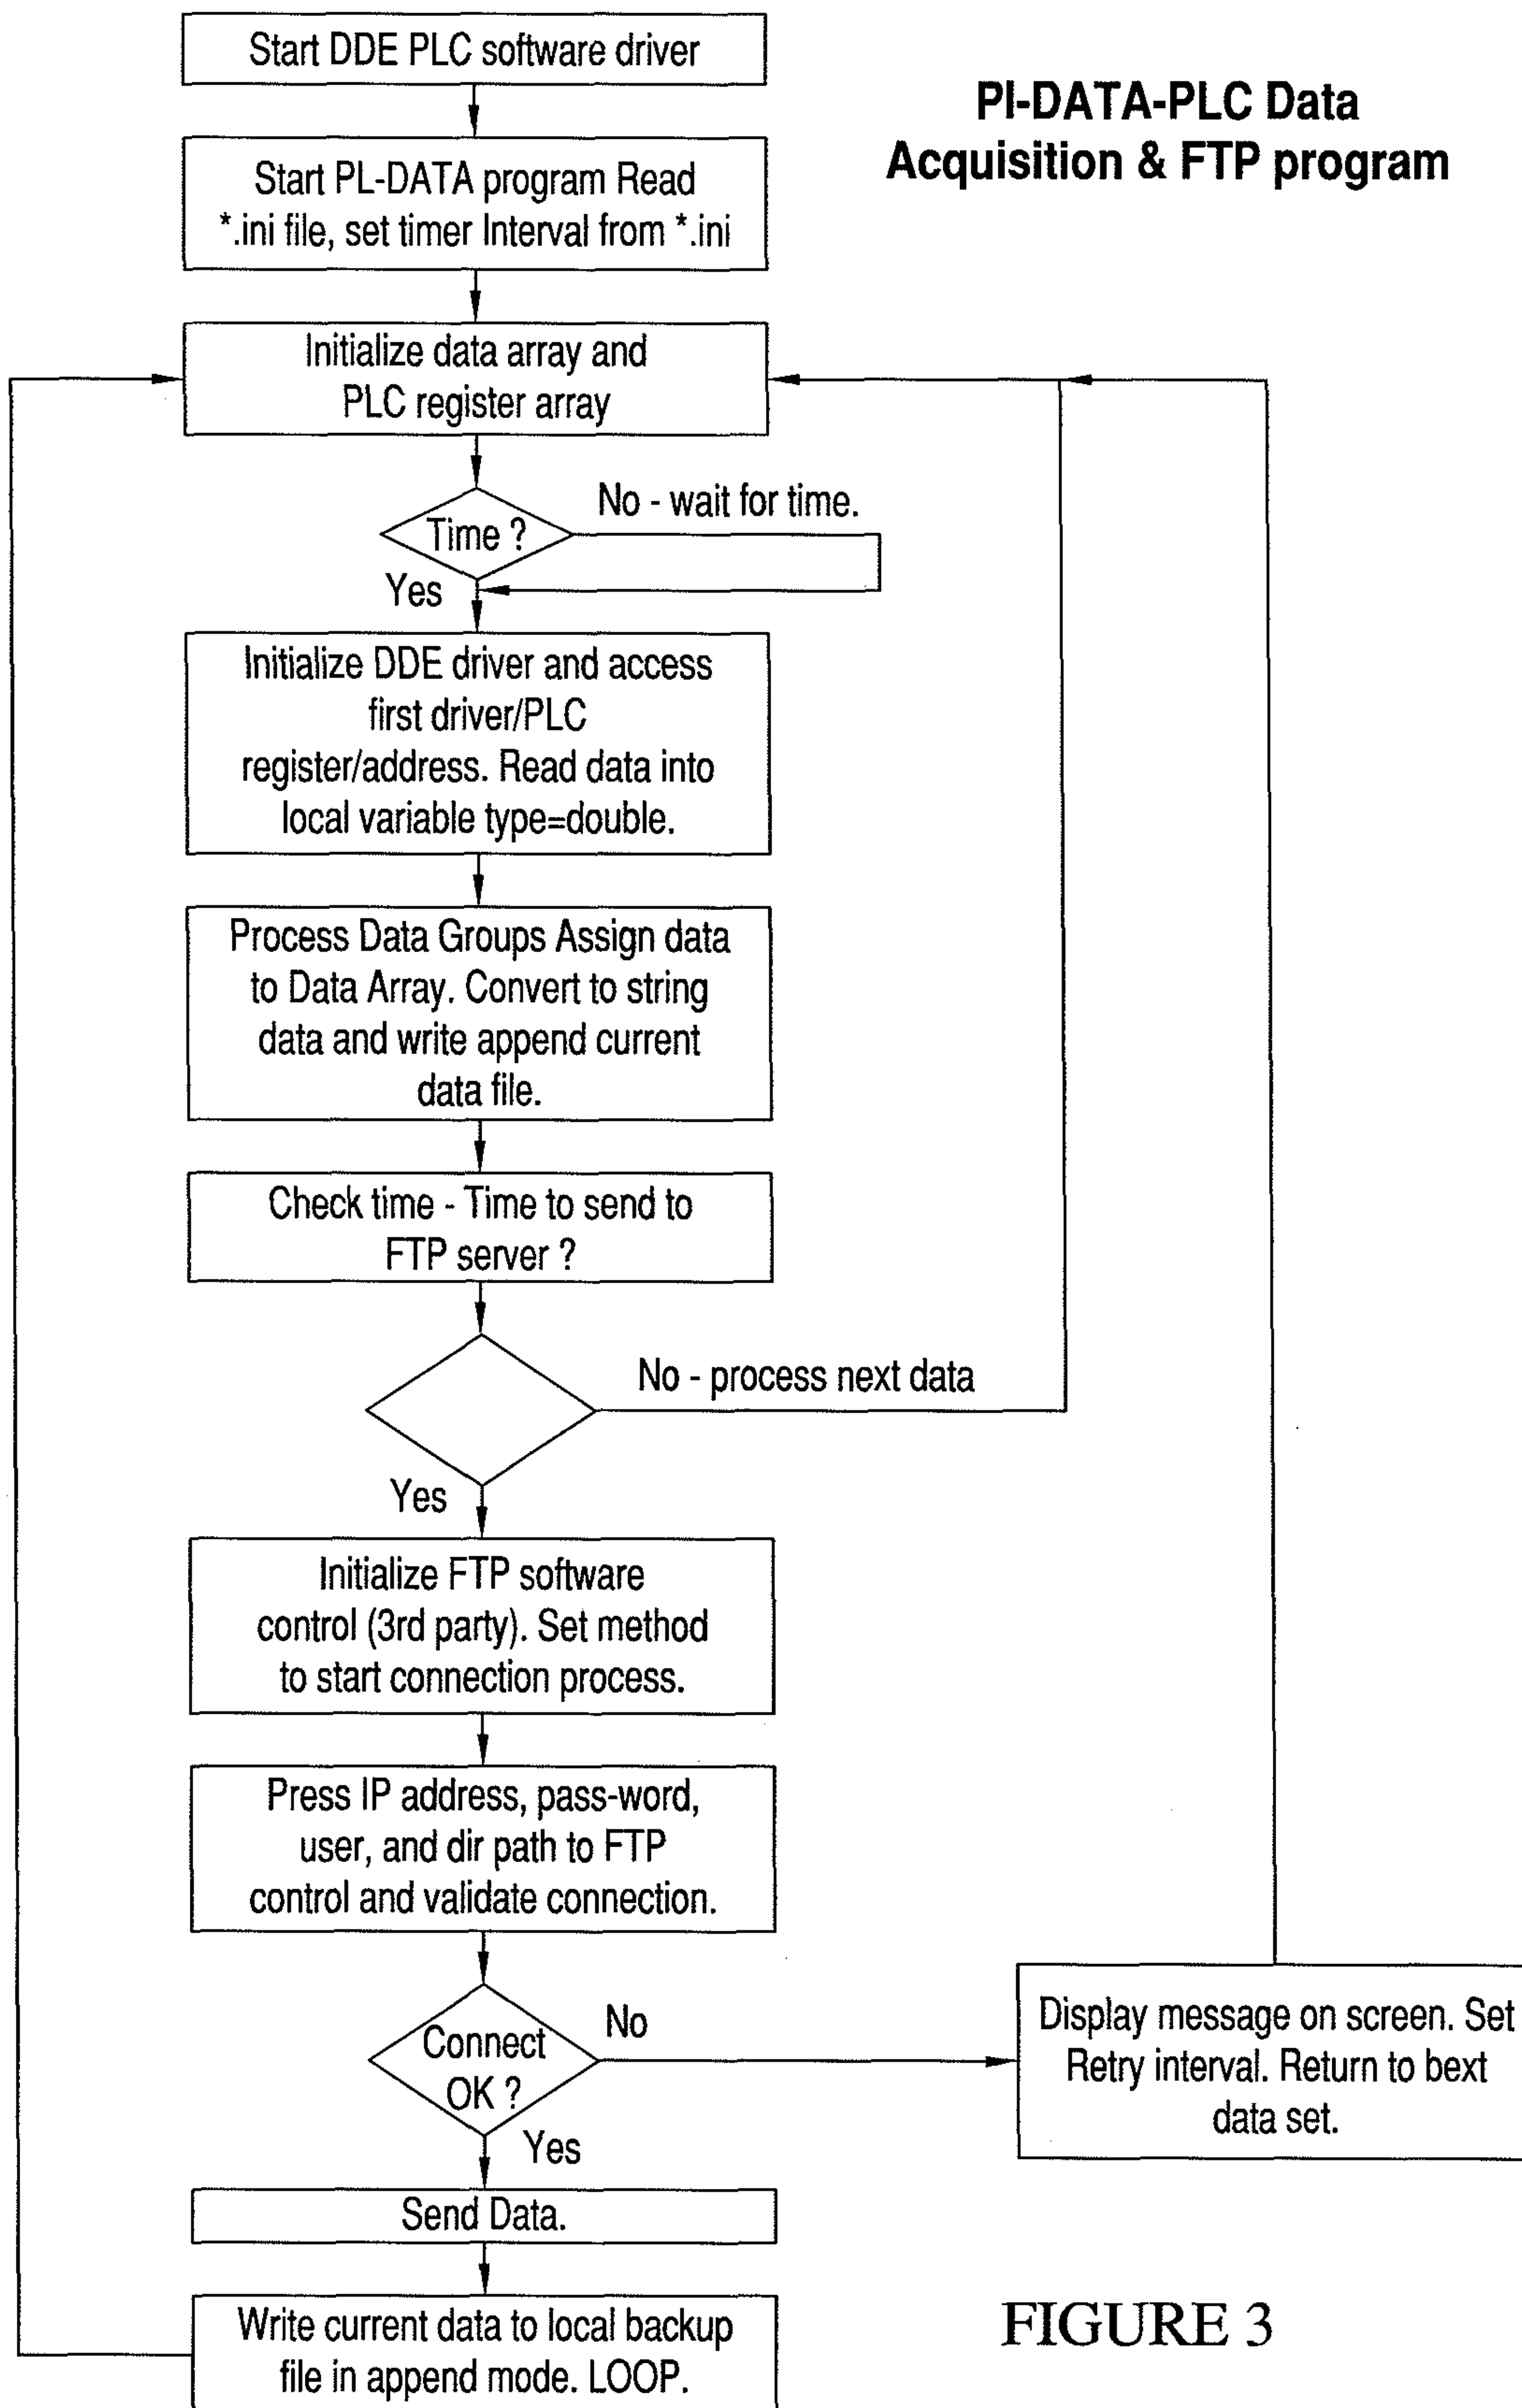 Start DDE PLC software driver
PI-DATA-PLC Data
Acquisition & FTP program
Start PL-DATA program Read
*.ini file, set timer Interval from *.ini
Initialize data array and
PLC register array
No - wait for time.
Time ?
Yes
Initialize DDE driver and access
first driver/PLC
register/address. Read data into
local variable type=double.
Process Data Groups Assign data
to Data Array. Convert to string
data and write append current
data file.
Check time - Time to send to
FTP server ?
No - process next data
Yes
Initialize FTP software
control (3rd party). Set method
to start connection process.
Press IP address, pass-word,
user, and dir path to FTP
control and validate connection.
Connect
OK ?
No
Display message on screen. Set
Retry interval. Return to bext
data set.
Yes
Send Data.
Write current data to local backup
file in append mode. LOOP.
FIGURE 3